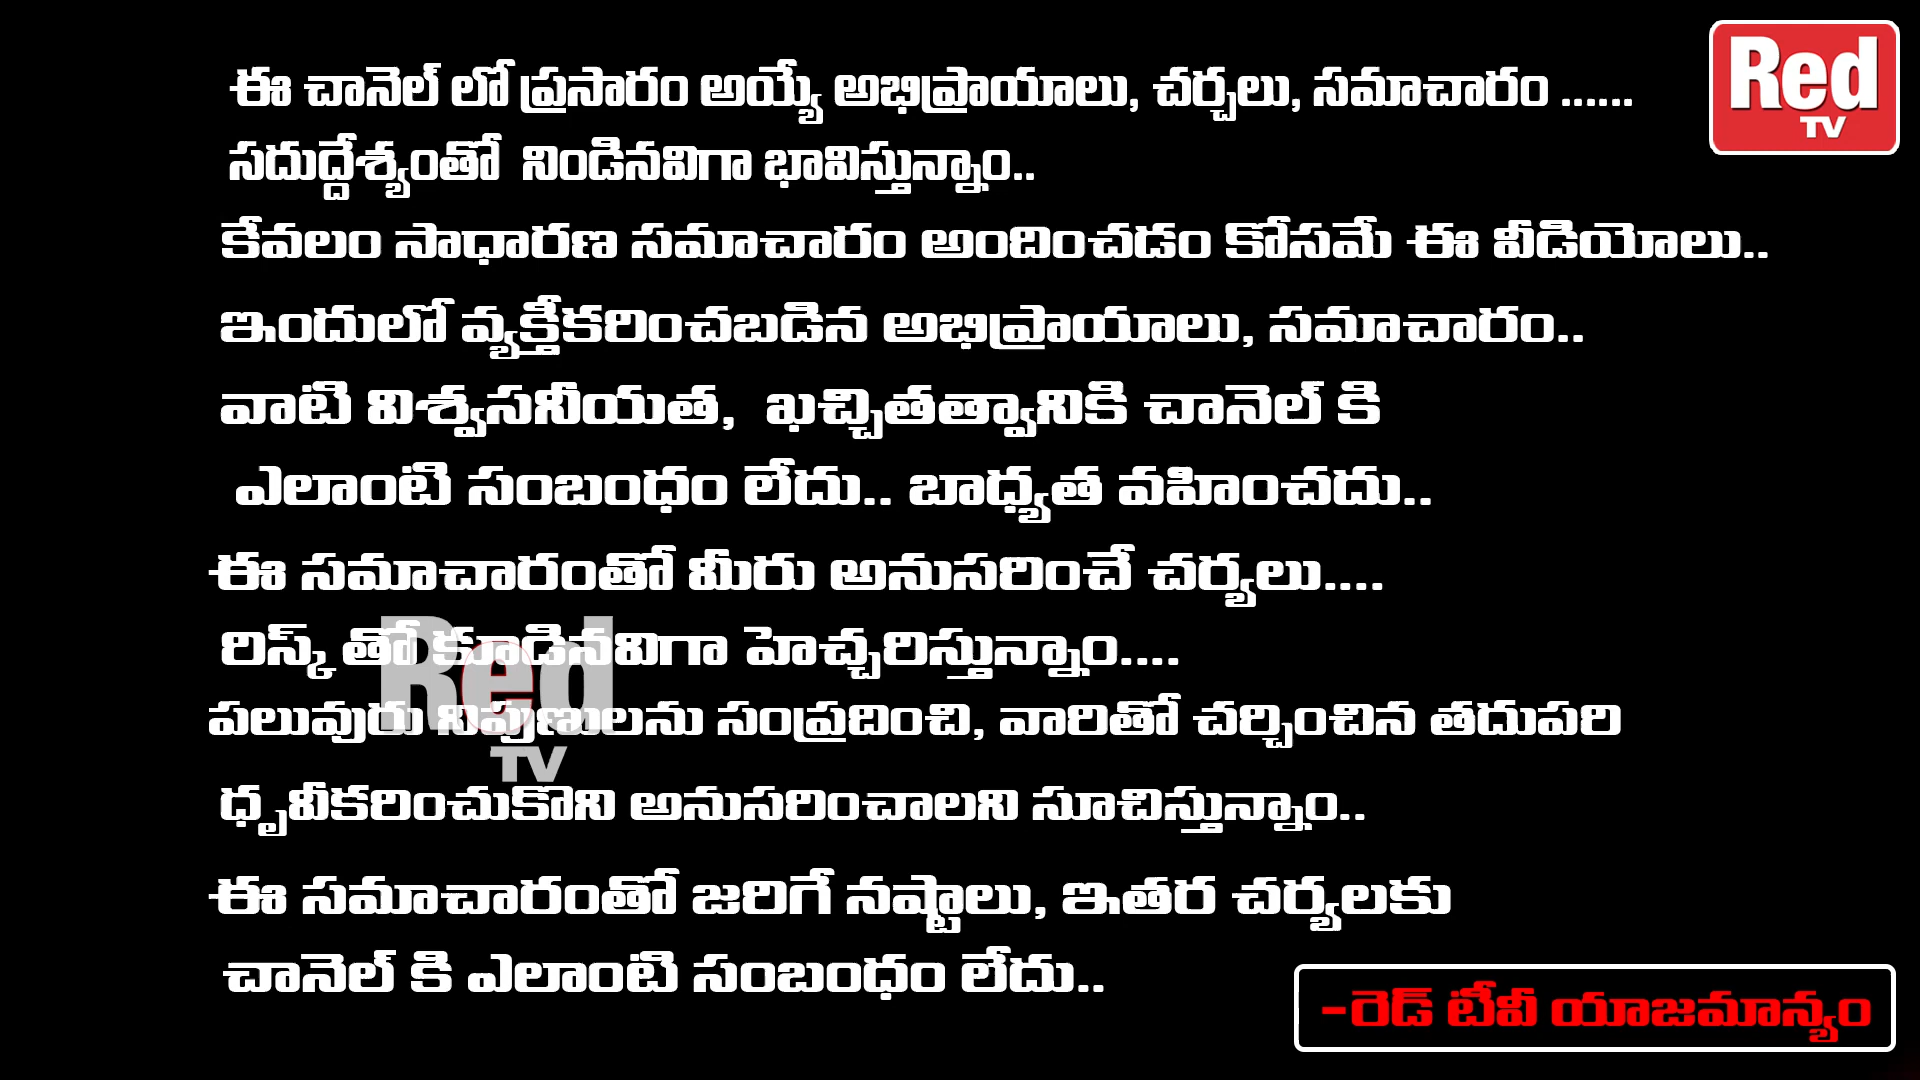 ఈ చానెల్ లో ప్రసారం అయ్యే అభిప్రాయాలు, చర్చలు, సమాచారం ......
సదుద్దేశ్యంతో నిండినవిగా భావిస్తున్నాం..
కేవలం సాధారణ సమాచారం అందించడం కోసమే ఈ వీడియోలు..
ఇందులో వ్యక్తీకరించబడిన అభిప్రాయాలు, సమాచారం..
వాటి విశ్వసనీయత, ఖచ్చితత్వానికి చానెల్ కి
ఎలాంటి సంబంధం లేదు.. బాధ్యత వహించదు..
ఈ సమాచారంతో మీరు అనుసరించే చర్యలు....
రిస్క్ తో కూడినవిగా హెచ్చరిస్తున్నాం....
పలువురు నిపుణులను సంప్రదించి, వారితో చర్చించిన తదుపరి
ధృవీకరించుకొని అనుసరించాలని సూచిస్తున్నాం..
ఈ సమాచారంతో జరిగే నష్టాలు, ఇతర చర్యలకు
చానెల్ కి ఎలాంటి సంబంధం లేదు..
-రెడ్ టీవీ యాజమాన్యం
Red
TV
Red
TV